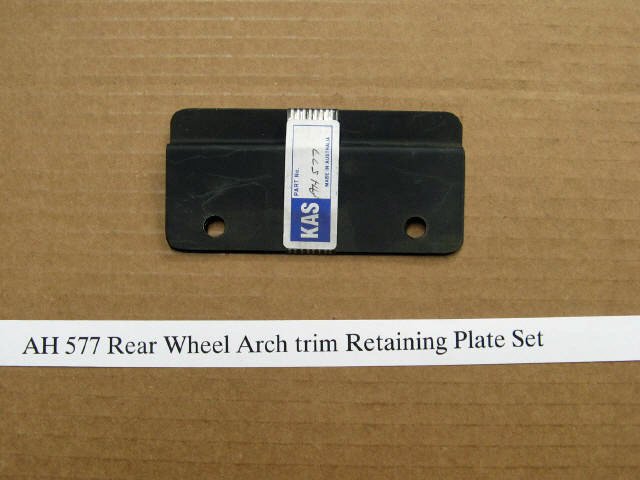 KAS
PART No.
AH 577
MADE IN AUSTRALIA
AH 577 Rear Wheel Arch trim Retaining Plate Set